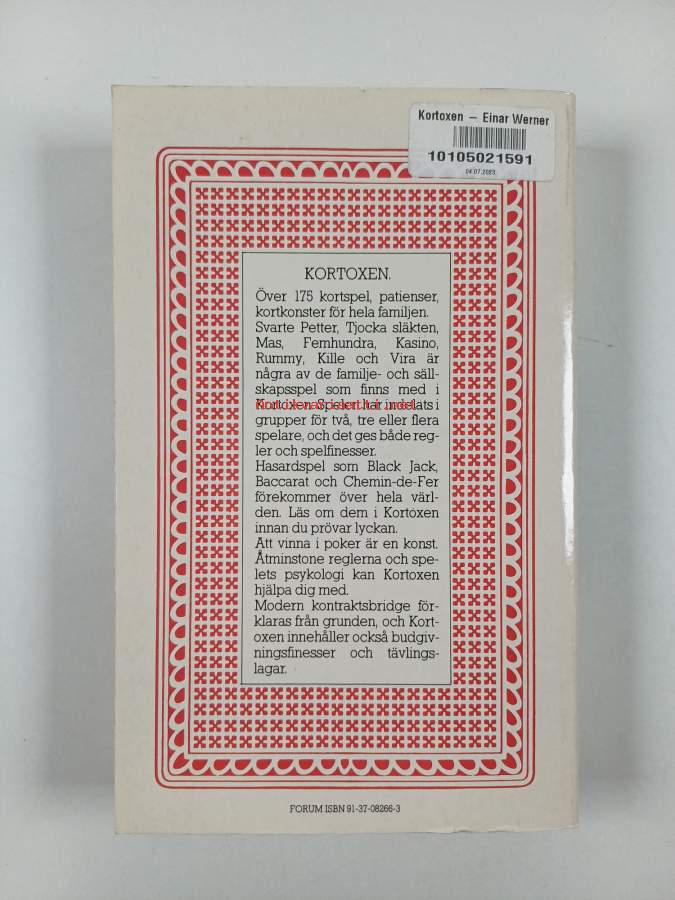 Kortoxen – Einar Werner
10105021591
04.07.2023
KORTOXEN.
Över 175 kortspel, patienser,
kortkonster för hela familjen.
Svarte Petter, Tjocka släkten,
Mas, Femhundra, Kasino,
Rummy, Kille och Vira är
några av de familje- och säll-
skapsspel som finns med i
Kortoxen. Spelen har indelats i
grupper för två, tre eller flera
spelare, och det ges både reg-
ler och spelfinesser.
Hasardspel som Black Jack,
Baccarat och Chemin-de-Fer
förekommer över hela värl-
den. Läs om dem i Kortoxen
innan du prövar lyckan.
Att vinna i poker är en konst.
Åtminstone reglerna och spe-
lets psykologi kan Kortoxen
hjälpa dig med.
Modern kontraktsbridge för-
klaras från grunden, och Kort-
oxen innehåller också budgiv-
ningsfinesser och tävlings-
lagar.
FORUM ISBN 91-37-08266-3